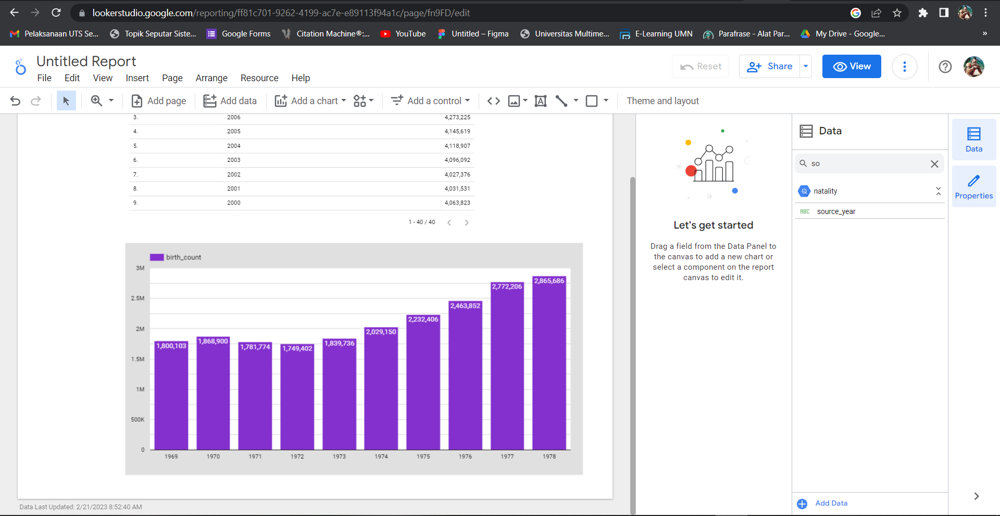 lookerstudio.google.com/reporting/ff81c701-9262-4199-ac7e-e89113f94a1c/page/fn9FD/edit
Pelaksanaan UTS Se... Topik Seputar Siste... Google Forms Citation Machine®:... YouTube Untitled – Figma Universitas Multime... E-Learning UMN Parafrase - Alat Par... My Drive - Google... »
Untitled Report
File Edit View Insert Page Arrange Resource Help
Reset Share View
Add page Add data Add a chart Add a control Theme and layout
3. 2006 4,273,225
4. 2005 4,145,619
5. 2004 4,118,907
6. 2003 4,096,092
7. 2002 4,027,376
8. 2001 4,031,531
9. 2000 4,063,823
1 - 40 / 40
birth_count
3M
2.5M
2M
1.5M
1M
500K
0
1,800,103 1,868,900 1,781,774 1,749,402 1,839,736 2,029,150 2,232,406 2,463,852 2,772,206 2,865,686
1969 1970 1971 1972 1973 1974 1975 1976 1977 1978
Data Last Updated: 2/21/2023 8:52:40 AM
Let's get started
Drag a field from the Data Panel to
the canvas to add a new chart or
select a component on the report
canvas to edit it.
Data
so
natality
ABC source_year
Add Data
Data
Properties